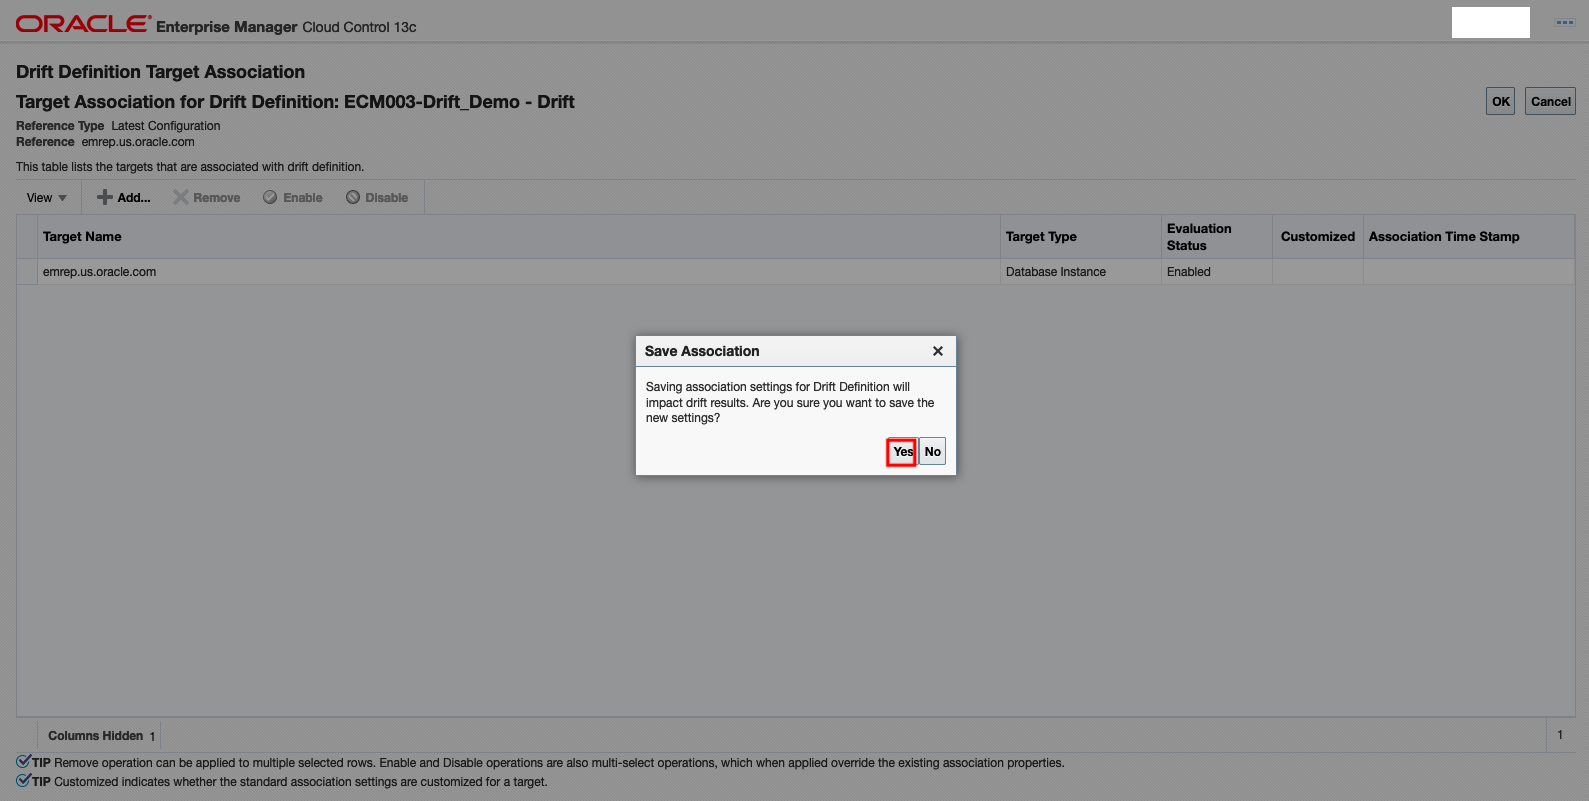 ORACLE Enterprise Manager Cloud Control 13c
Drift Definition Target Association
Target Association for Drift Definition: ECM003-Drift_Demo - Drift
OK Cancel
Reference Type Latest Configuration
Reference emrep.us.oracle.com
This table lists the targets that are associated with drift definition.
View Add... Remove Enable Disable
Target Name Target Type Evaluation Status Customized Association Time Stamp
emrep.us.oracle.com Database Instance Enabled
Save Association
Saving association settings for Drift Definition will
impact drift results. Are you sure you want to save the
new settings?
Yes No
Columns Hidden 1 1
TIP Remove operation can be applied to multiple selected rows. Enable and Disable operations are also multi-select operations, which when applied override the existing association properties.
TIP Customized indicates whether the standard association settings are customized for a target.